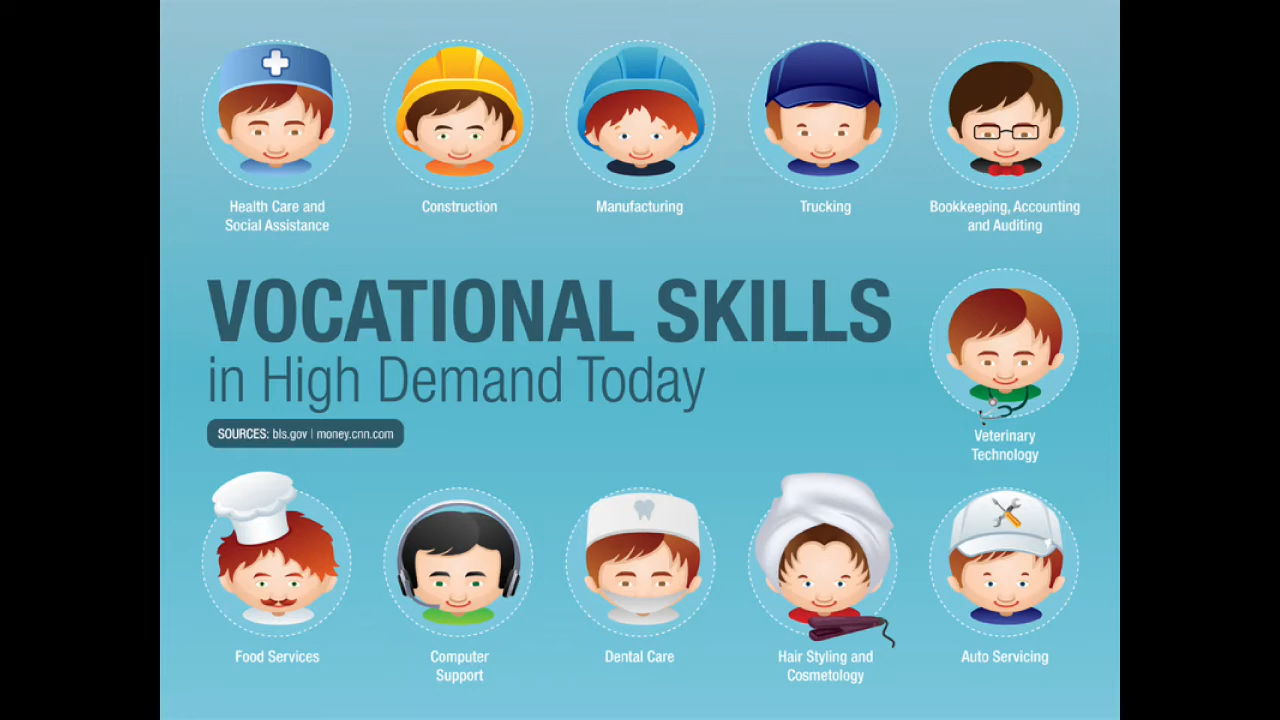 Health Care and
Social Assistance
Construction
Manufacturing
Trucking
Bookkeeping, Accounting
and Auditing
VOCATIONAL SKILLS
in High Demand Today
SOURCES: bls.gov | money.cnn.com
Veterinary
Technology
Food Services
Computer
Support
Dental Care
Hair Styling and
Cosmetology
Auto Servicing